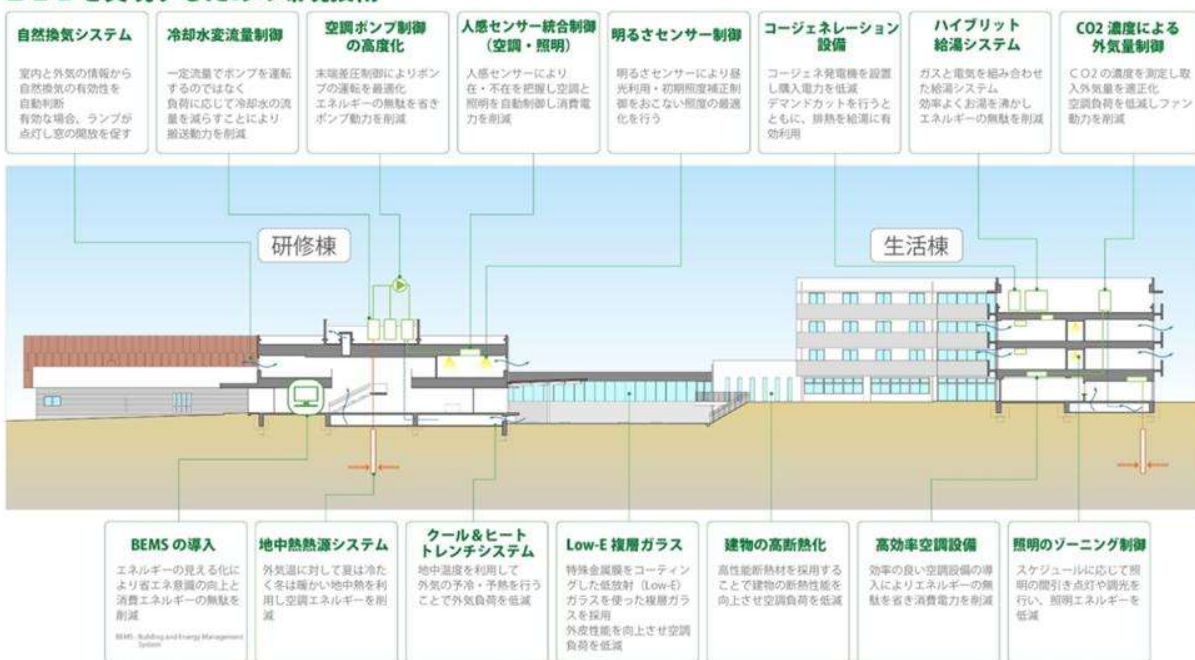 自然換気システム
室内と外気の情報から
自然換気の有効性を
自動判断
有効な場合、ランプが
点灯し窓の開放を促す
冷却水変流量制御
一定流量でポンプを運転
するのではなく
負荷に応じて冷却水の流
量を減らすことにより
搬送動力を削減
空調ポンプ制御
の高度化
末端差圧制御によりポン
プの運転を最適化
エネルギーの無駄を省き
ポンプ動力を削減
人感センサー統合制御
(空調・照明)
人感センサーにより
在・不在を把握し空調と
照明を自動制御し消費電
力を削減
明るさセンサー制御
明るさセンサーにより昼
光利用・初期照度補正制
御をおこない照度の最適
化を行う
コージェネレーション
設備
コージェネ発電機を設置
し購入電力を低減
デマンドカットを行うと
ともに、排熱を給湯に有
効利用
ハイブリット
給湯システム
ガスと電気を組み合わせ
た給湯システム
効率よくお湯を沸かし
エネルギーの無駄を削減
CO2 濃度による
外気量制御
CO2の濃度を測定し取
入外気量を適正化
空調負荷を低減しファン
動力を削減
研修棟
生活棟
BEMS の導入
エネルギーの見える化に
より省エネ意識の向上と
消費エネルギーの無駄を
削減
BEMS : Building and Energy Management
System
地中熱熱源システム
外気温に対して夏は冷た
く冬は暖かい地中熱を利
用し空調エネルギーを削
減
クール&ヒート
トレンチシステム
地中温度を利用して
外気の予冷・予熱を行う
ことで外気負荷を低減
Low-E 複層ガラス
特殊金属膜をコーティン
グした低放射(Low-E)
ガラスを使った複層ガラ
スを採用
外皮性能を向上させ空調
負荷を低減
建物の高断熱化
高性能断熱材を採用する
ことで建物の断熱性能を
向上させ空調負荷を低減
高効率空調設備
効率の良い空調設備の導
入によりエネルギーの無
駄を省き消費電力を削減
照明のゾーニング制御
スケジュールに応じて照
明の間引き点灯や調光を
行い、照明エネルギーを
低減